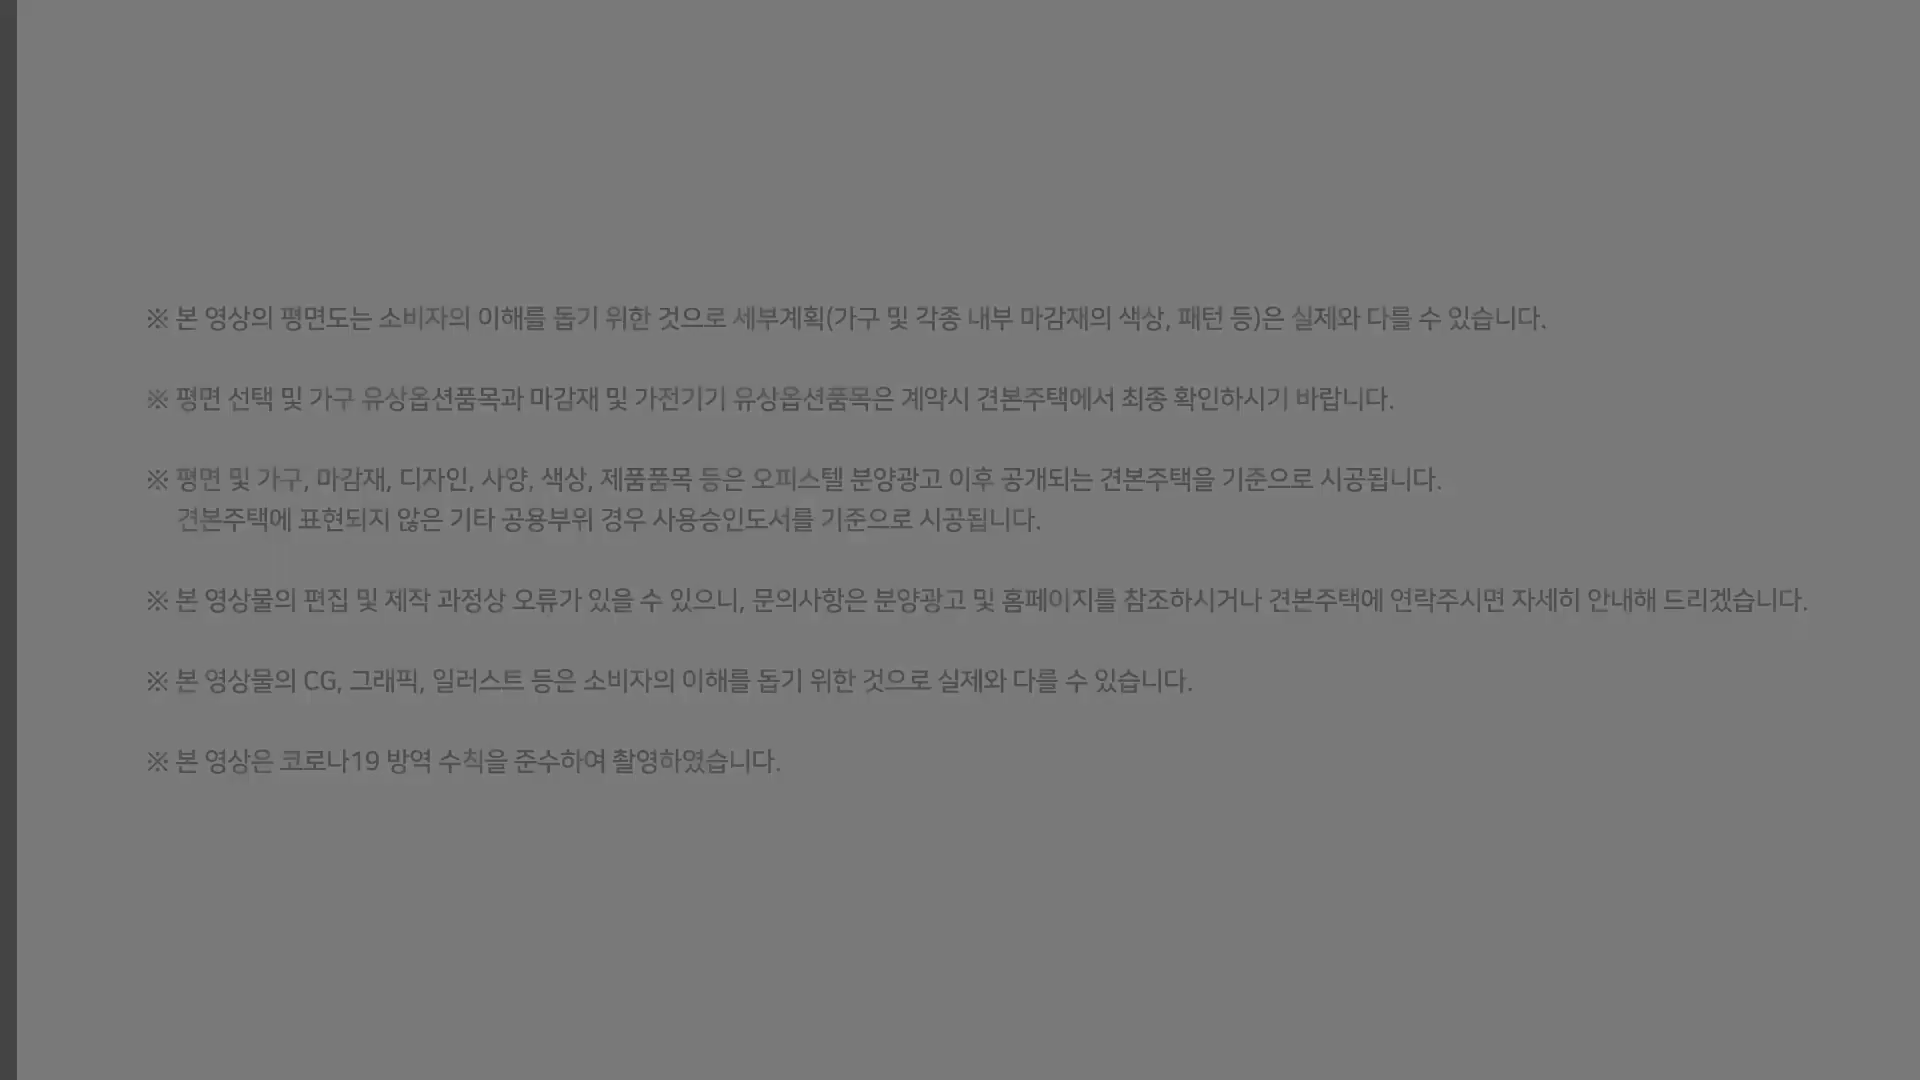 ※ 본 영상의 평면도는 소비자의 이해를 돕기 위한 것으로 세부계획(가구 및 각종 내부 마감재의 색상, 패턴 등)은 실제와 다를 수 있습니다.
※ 평면 선택 및 가구 유상옵션품목과 마감재 및 가전기기 유상옵션품목은 계약시 견본주택에서 최종 확인하시기 바랍니다.
※ 평면 및 가구, 마감재, 디자인, 사양, 색상, 제품품목 등은 오피스텔 분양광고 이후 공개되는 견본주택을 기준으로 시공됩니다.
견본주택에 표현되지 않은 기타 공용부위 경우 사용승인도서를 기준으로 시공됩니다.
※ 본 영상물의 편집 및 제작 과정상 오류가 있을 수 있으니, 문의사항은 분양광고 및 홈페이지를 참조하시거나 견본주택에 연락주시면 자세히 안내해 드리겠습니다.
※ 본 영상물의 CG, 그래픽, 일러스트 등은 소비자의 이해를 돕기 위한 것으로 실제와 다를 수 있습니다.
※ 본 영상은 코로나19 방역 수칙을 준수하여 촬영하였습니다.